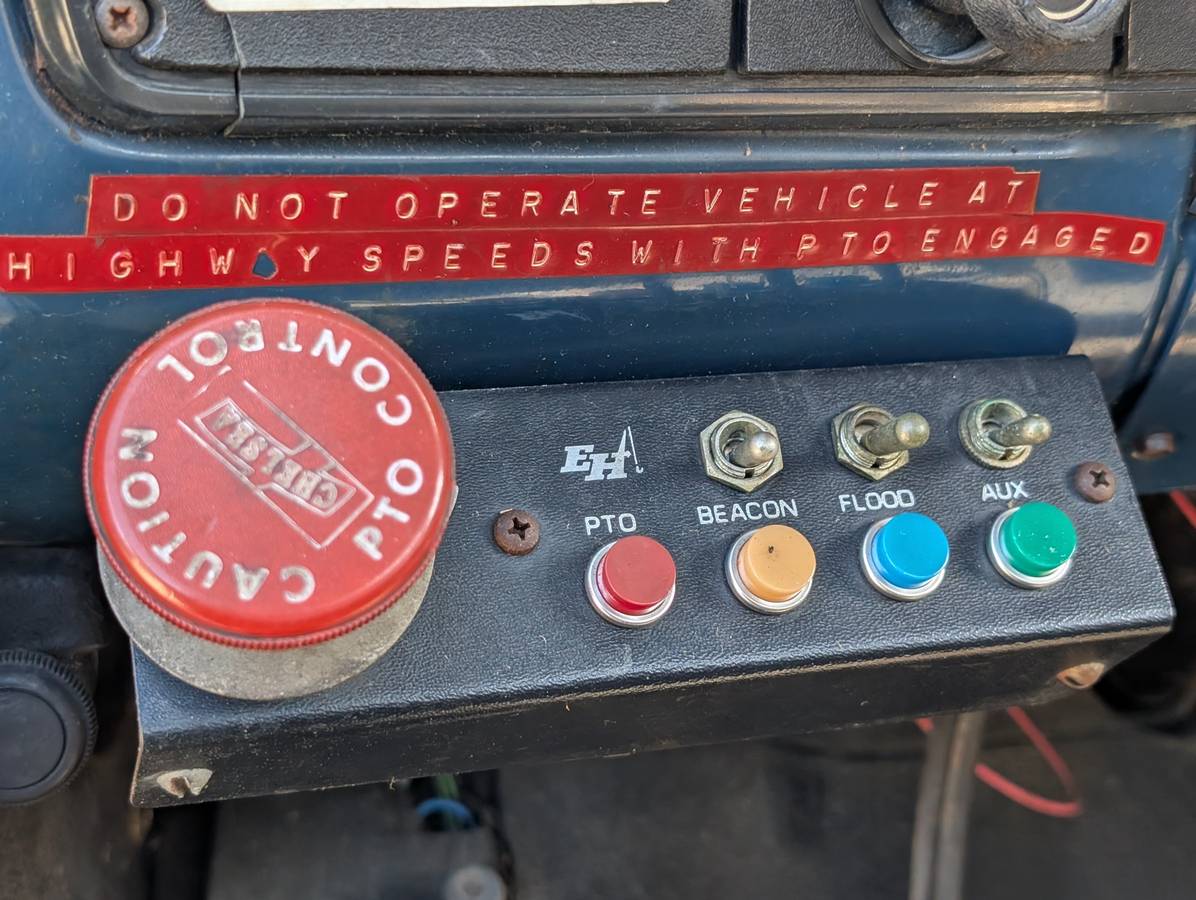 DO NOT OPERATE VEHICLE AT
HIGHWAY SPEEDS WITH PTO ENGAGED
CAUTION
PTO CONTROL
CHELSEA
EH
PTO
BEACON
FLOOD
AUX